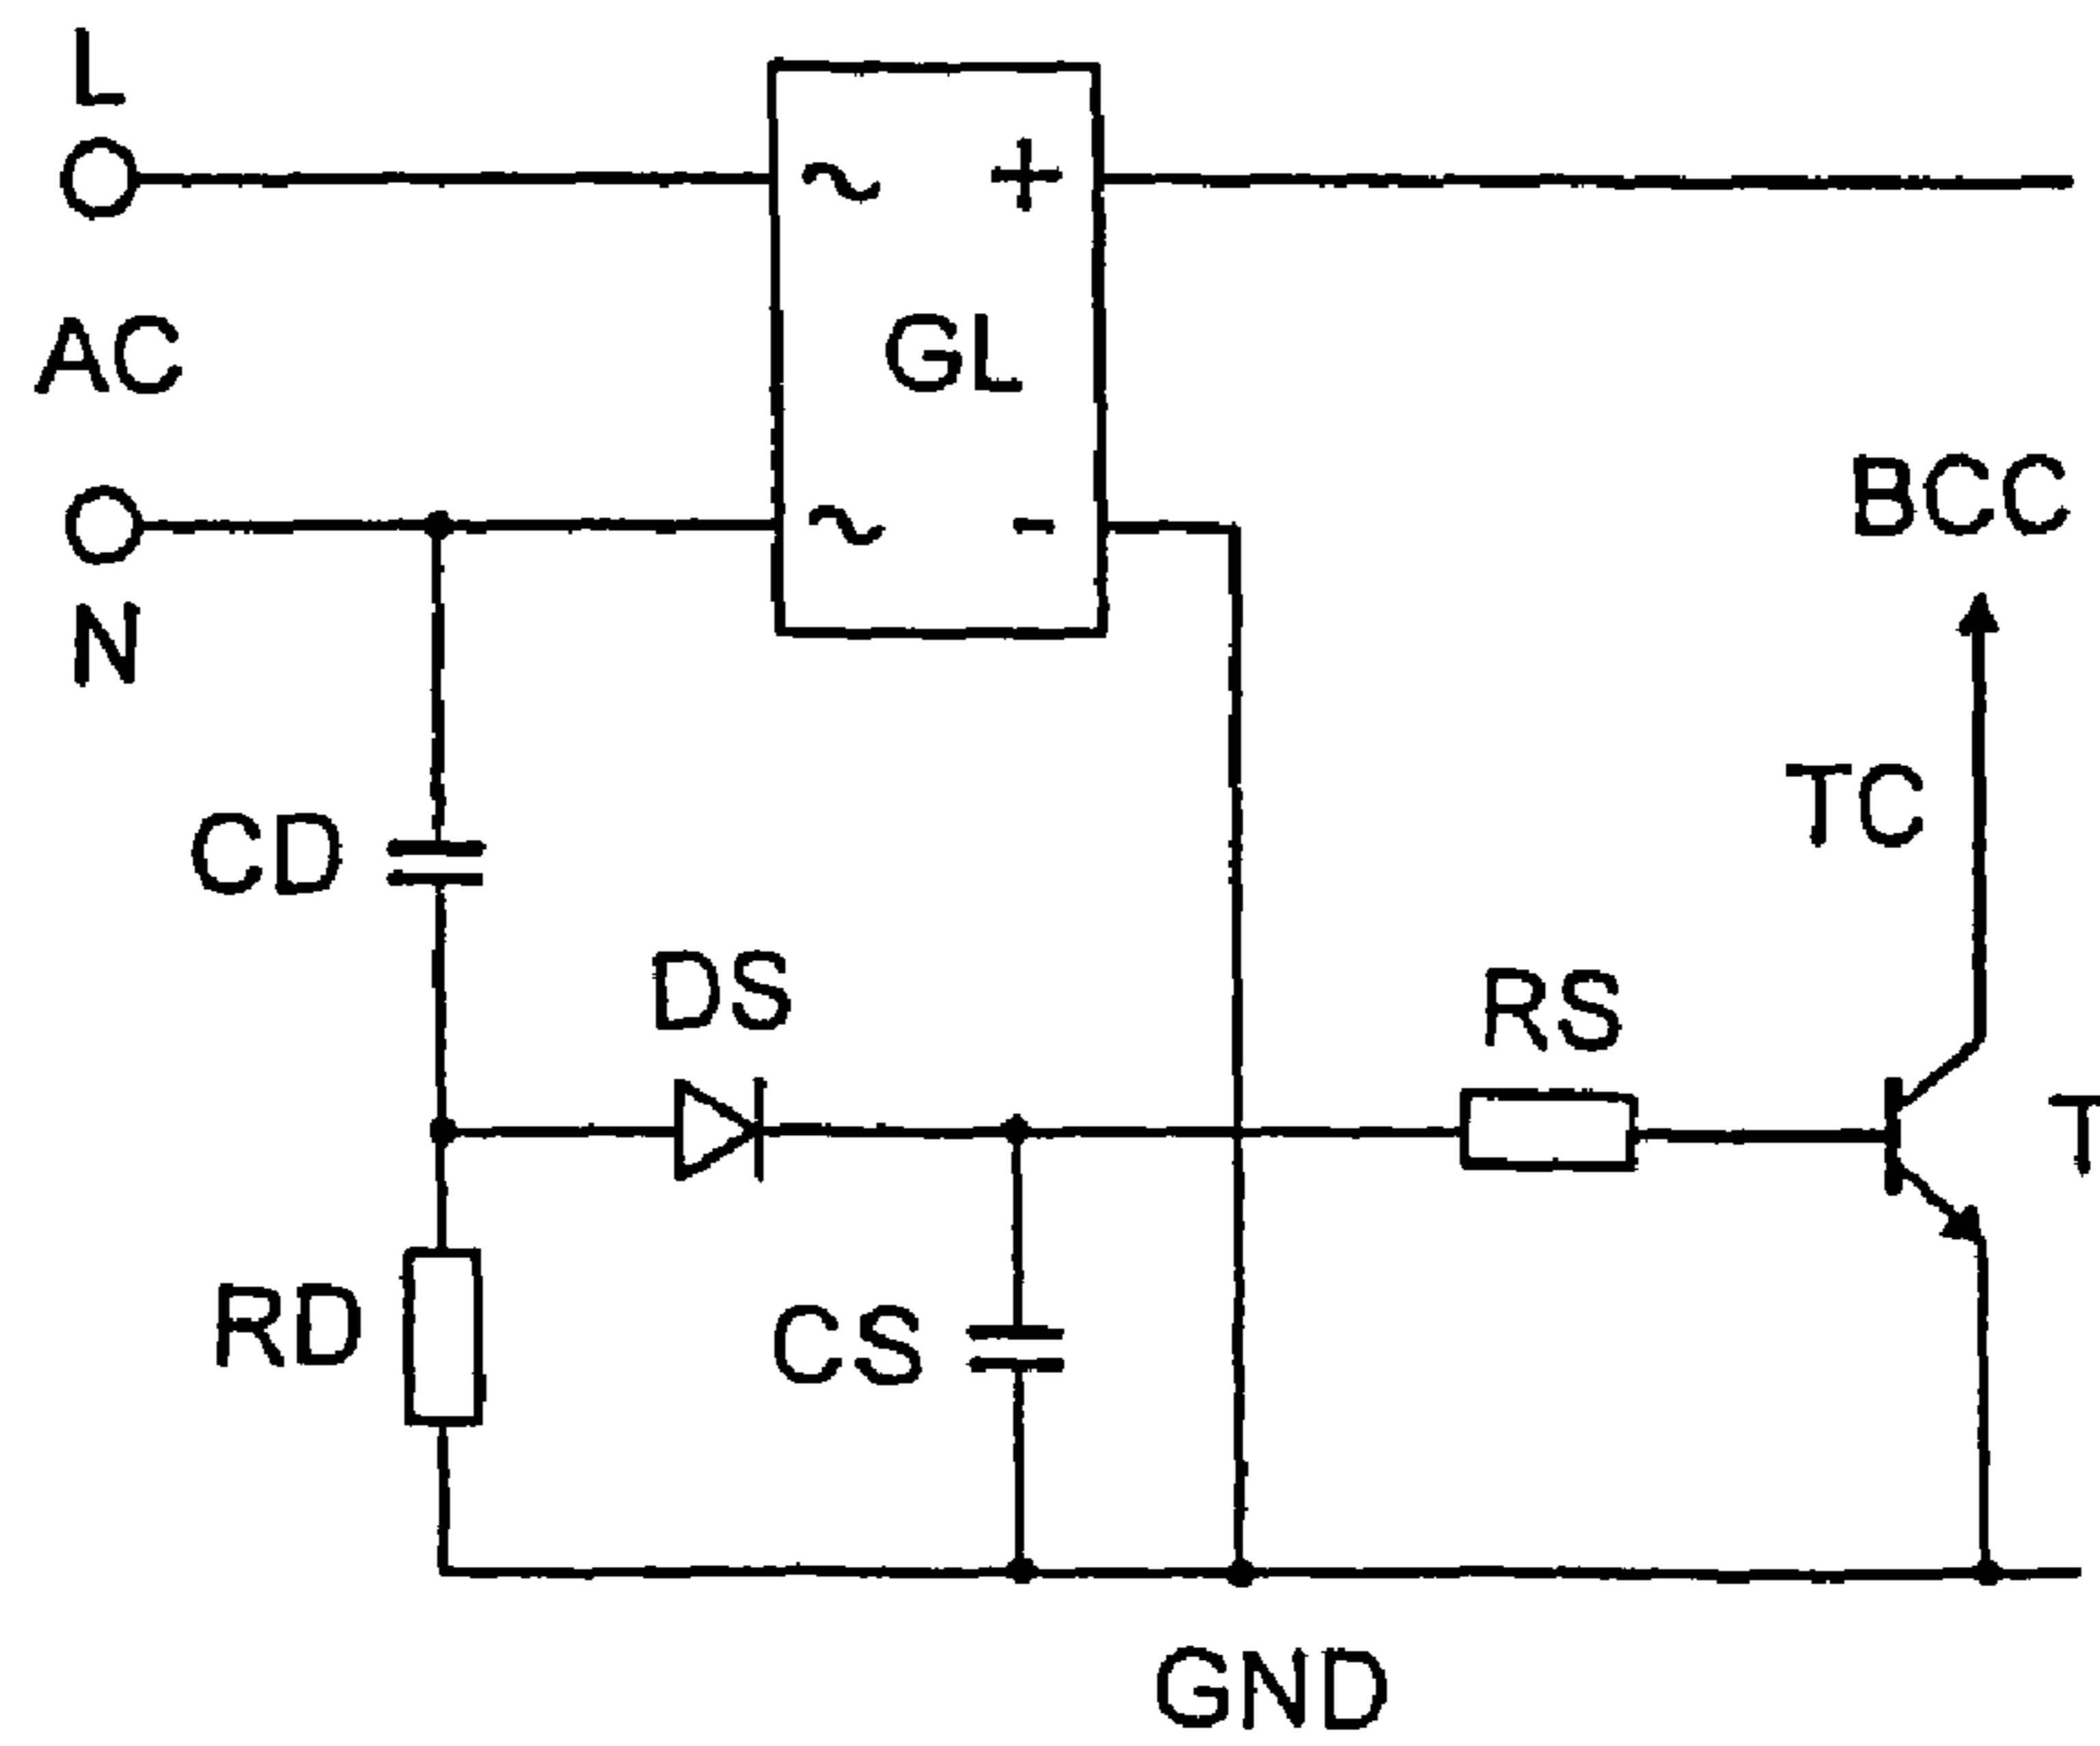 L
AC
N
~
+
GL
~
-
BCC
TC
CD
DS
RS
T
RD
CS
GND